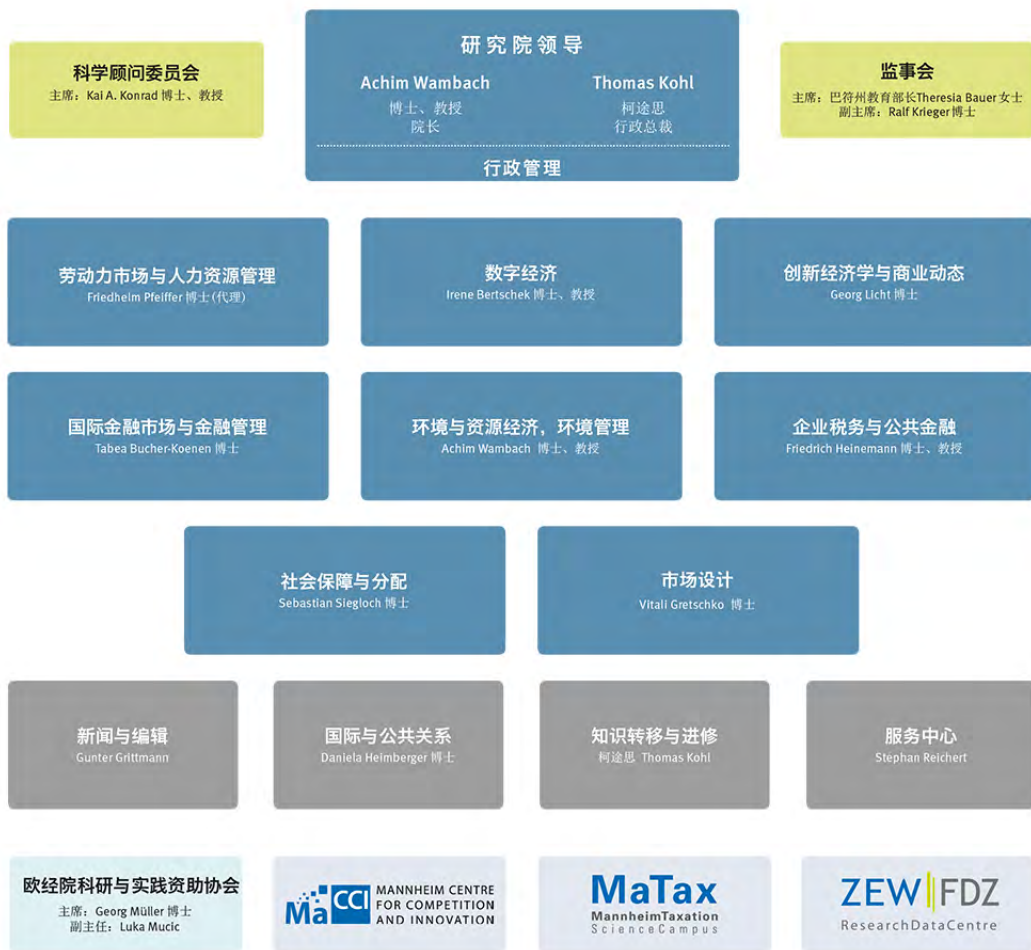 科学顾问委员会
主席：Kai A. Konrad 博士、教授
研究院领导
Achim Wambach
博士、教授
院长
Thomas Kohl
柯途思
行政总裁
行政管理
监事会
主席：巴符州教育部长Theresia Bauer 女士
副主席：Ralf Krieger 博士
劳动力市场与人力资源管理
Friedhelm Pfeiffer 博士(代理)
数字经济
Irene Bertschek 博士、教授
创新经济学与商业动态
Georg Licht 博士
国际金融市场与金融管理
Tabea Bucher-Koenen 博士
环境与资源经济，环境管理
Achim Wambach 博士、教授
企业税务与公共金融
Friedrich Heinemann 博士、教授
社会保障与分配
Sebastian Siegloch 博士
市场设计
Vitali Gretschko 博士
新闻与编辑
Gunter Grittmann
国际与公共关系
Daniela Heimberger 博士
知识转移与进修
柯途思 Thomas Kohl
服务中心
Stephan Reichert
欧经院科研与实践资助协会
主席：Georg Müller 博士
副主任：Luka Mucic
MaCCI
MANNHEIM CENTRE
FOR COMPETITION
AND INNOVATION
MaTax
MannheimTaxation
ScienceCampus
ZEW FDZ
ResearchDataCentre